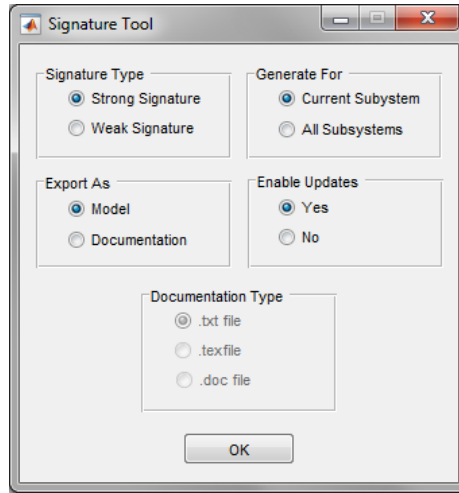 Signature Tool
Signature Type
Strong Signature
Weak Signature
Generate For
Current Subystem
All Subsystems
Export As
Model
Documentation
Enable Updates
Yes
No
Documentation Type
.txt file
.texfile
.doc file
OK